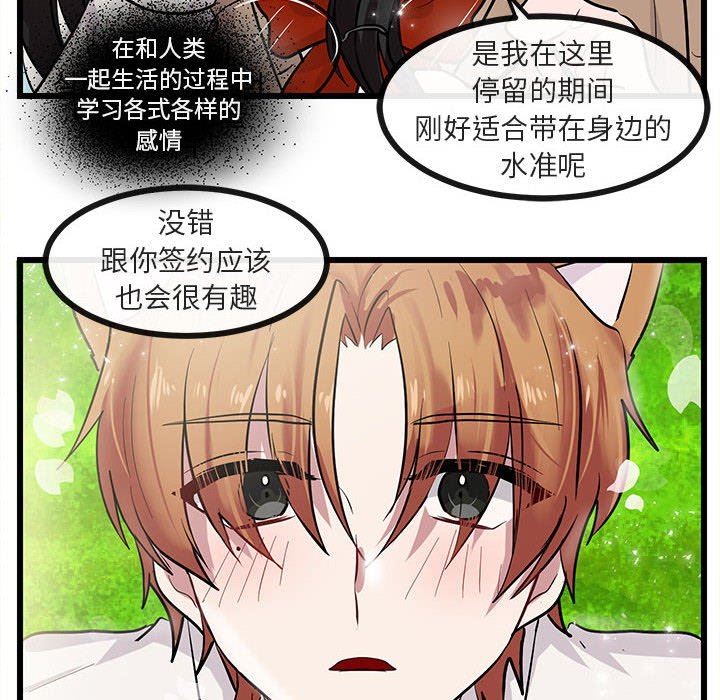 在和人类
一起生活的过程中
学习各式各样的
感情
是我在这里
停留的期间
刚好适合带在身边的
水准呢
没错
跟你签约应该
也会很有趣